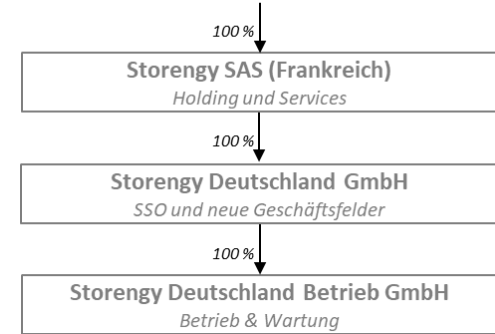 100 %
Storengy SAS (Frankreich)
Holding und Services
100 %
Storengy Deutschland GmbH
SSO und neue Geschäftsfelder
100 %
Storengy Deutschland Betrieb GmbH
Betrieb & Wartung